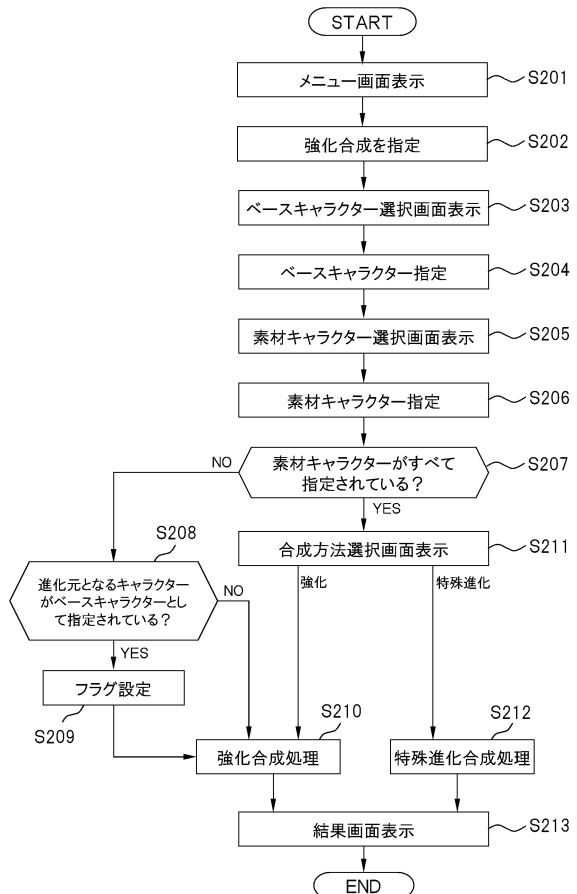 START
メニュー画面表示
S201
強化合成を指定
S202
ベースキャラクター選択画面表示
S203
ベースキャラクター指定
S204
素材キャラクター選択画面表示
S205
素材キャラクター指定
S206
素材キャラクターがすべて
指定されている？
S207
NO
YES
合成方法選択画面表示
S211
S208
進化元となるキャラクター
がベースキャラクターとし
て指定されている？
NO
YES
強化
特殊進化
フラグ設定
S209
S210
強化合成処理
S212
特殊進化合成処理
結果画面表示
S213
END